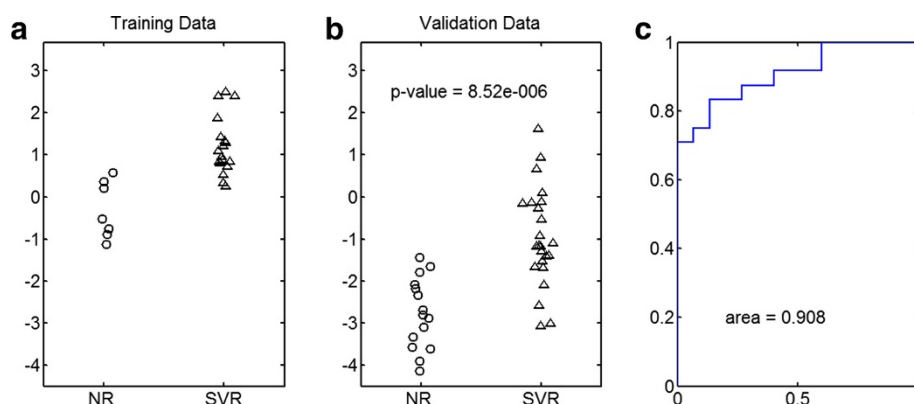 a
Training Data
3
2
1
0
-1
-2
-3
-4
NR
SVR
b
Validation Data
p-value = 8.52e-006
3
2
1
0
-1
-2
-3
-4
NR
SVR
c
1
0.8
0.6
0.4
0.2
0
area = 0.908
0
0.5